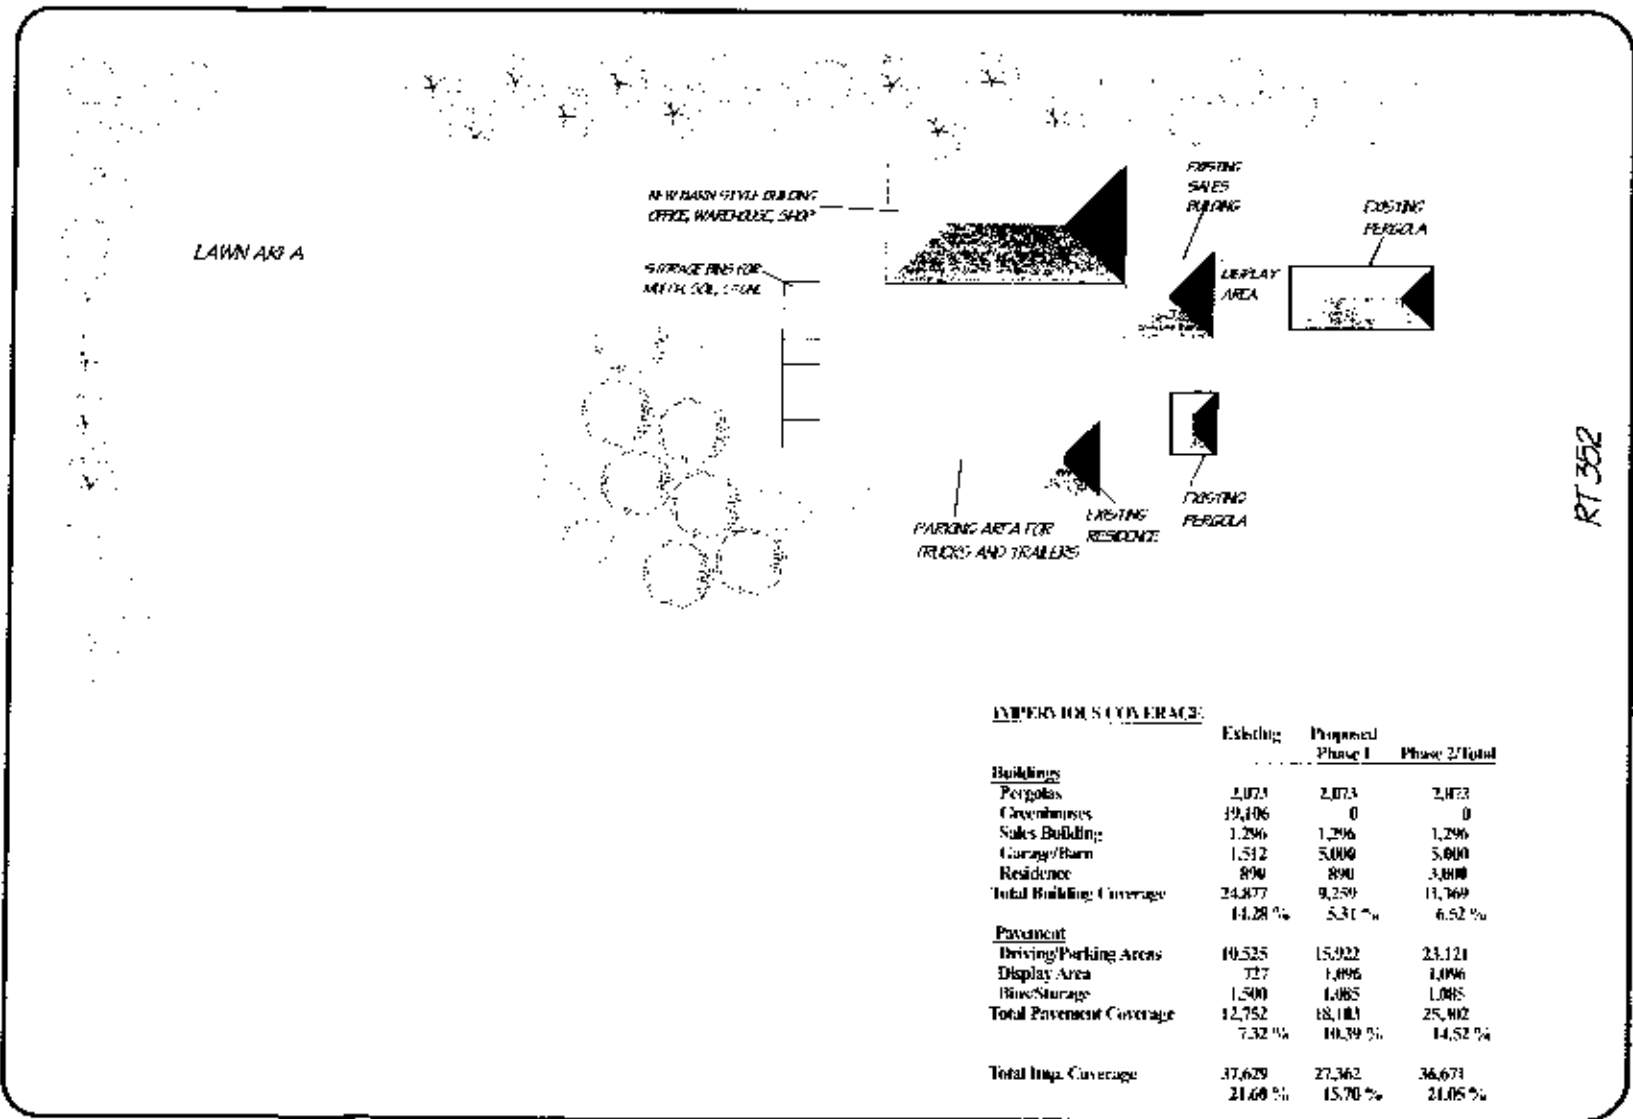 NEW BARN STYLE BUILDING
OFFICE, WAREHOUSE, SHOP
EXISTING
SALES
BUILDING
EXISTING
PERGOLA
LAWN AREA
STORAGE BINS FOR
MULCH, SOIL, STONE
DISPLAY
AREA
RT 352
PARKING AREA FOR
TRUCKS AND TRAILERS
EXISTING
RESIDENCE
EXISTING
PERGOLA
IMPERVIOUS COVERAGE
Existing Proposed
Phase 1 Phase 2/Total
Buildings
Pergolas 2,073 2,073 2,073
Greenhouses 19,106 0 0
Sales Building 1,296 1,296 1,296
Garage/Barn 1,512 5,000 5,000
Residence 890 890 3,000
Total Building Coverage 24,877 9,259 11,369
14.28 % 5.31 % 6.52 %
Pavement
Driving/Parking Areas 10,525 15,922 23,121
Display Area 727 1,096 1,096
Bins/Storage 1,500 1,085 1,085
Total Pavement Coverage 12,752 18,103 25,302
7.32 % 10.39 % 14.52 %
Total Imp. Coverage 37,629 27,362 36,671
21.60 % 15.70 % 21.05 %